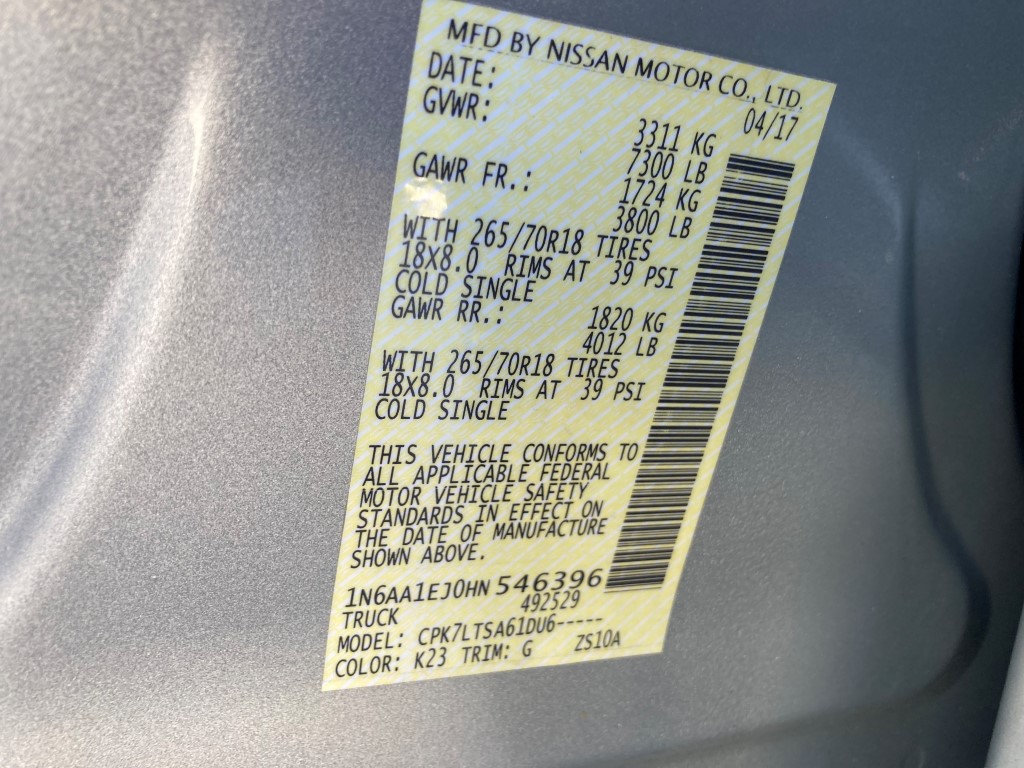 MFD BY NISSAN MOTOR CO., LTD.
DATE: 04/17
GVWR: 3311 KG
7300 LB
GAWR FR.: 1724 KG
3800 LB
WITH 265/70R18 TIRES
18X8.0 RIMS AT 39 PSI
COLD SINGLE
GAWR RR.: 1820 KG
4012 LB
WITH 265/70R18 TIRES
18X8.0 RIMS AT 39 PSI
COLD SINGLE
THIS VEHICLE CONFORMS TO
ALL APPLICABLE FEDERAL
MOTOR VEHICLE SAFETY
STANDARDS IN EFFECT ON
THE DATE OF MANUFACTURE
SHOWN ABOVE.
1N6AA1EJ0HN 546396
TRUCK 492529
MODEL: CPK7LTSA61DU6-----
COLOR: K23 TRIM: G ZS10A